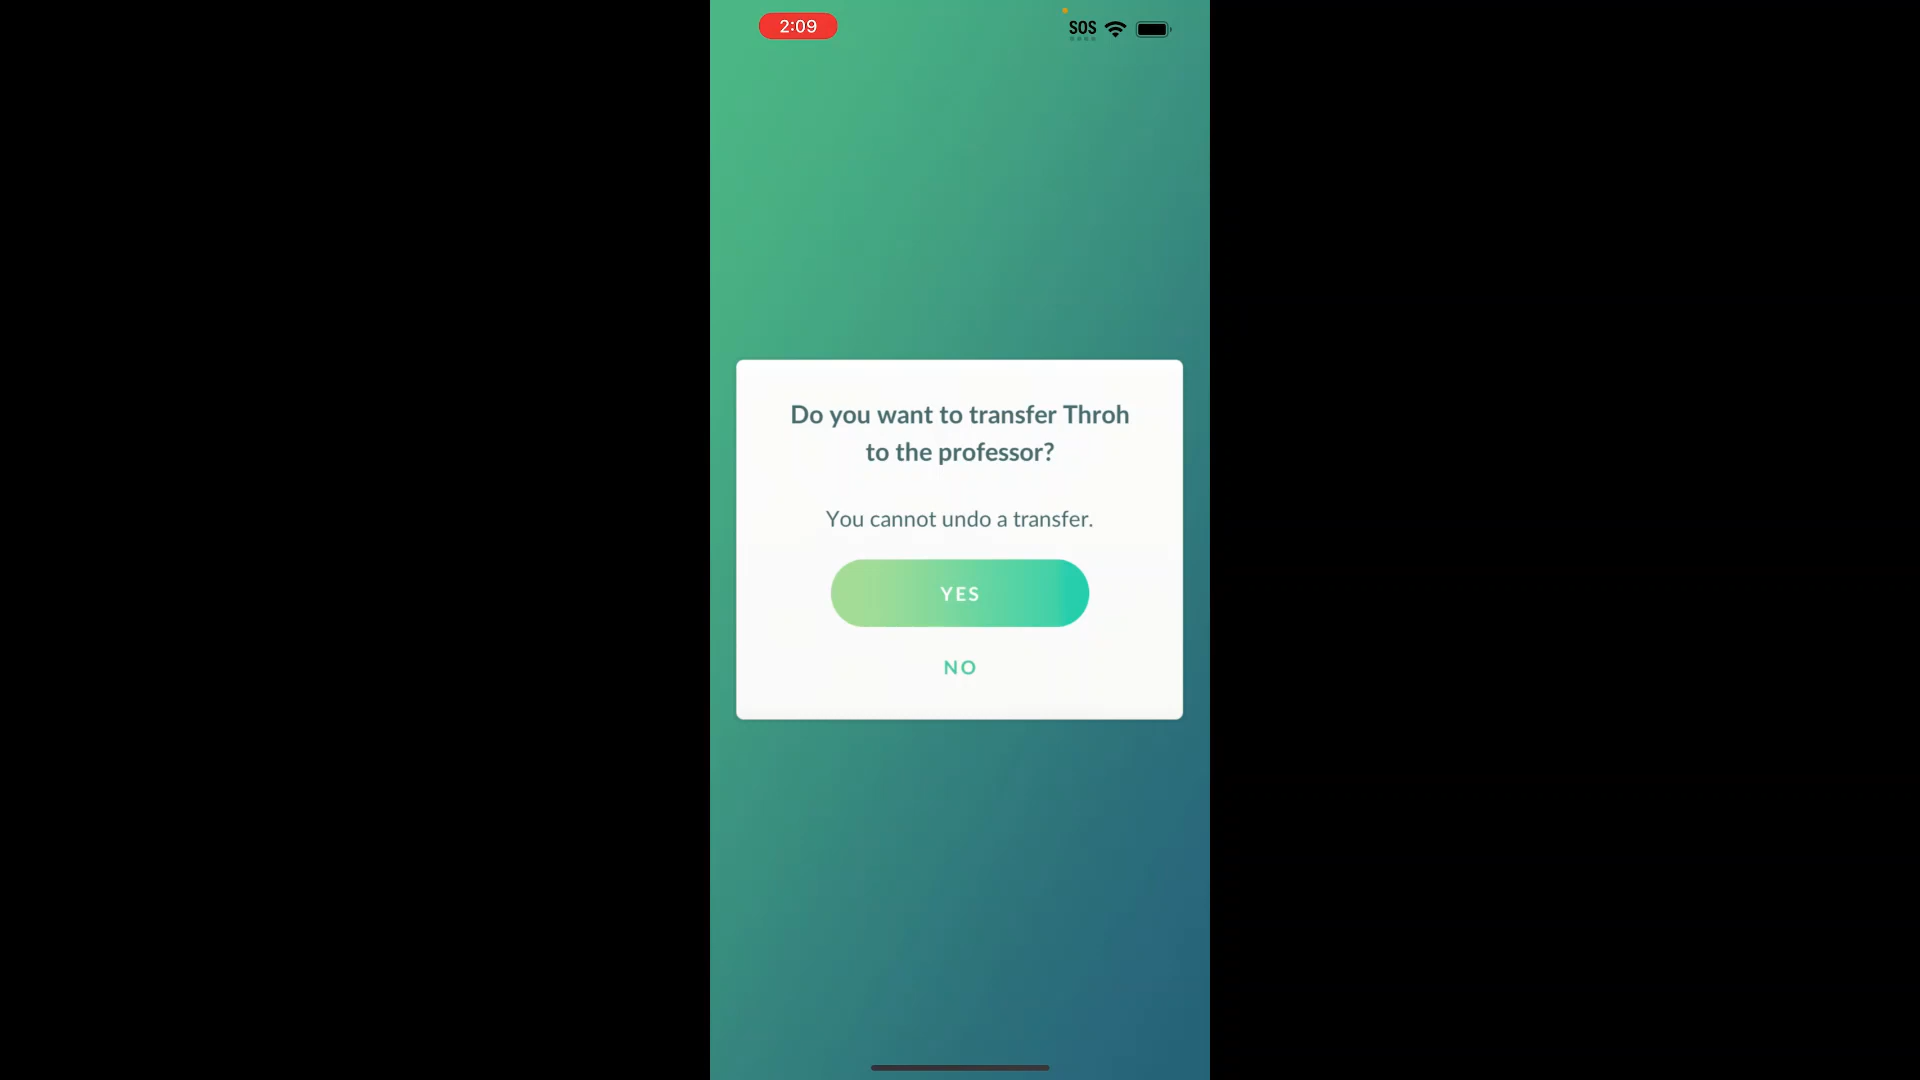 2:09
SOS
Do you want to transfer Throh
to the professor?
You cannot undo a transfer.
YES
NO